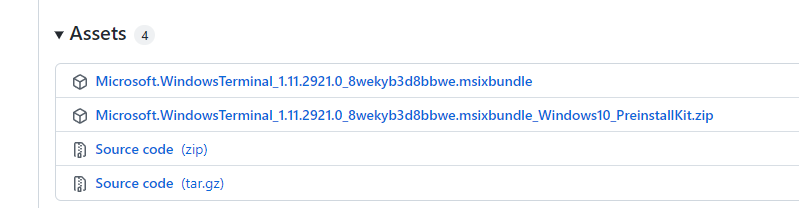 Assets 4
Microsoft.WindowsTerminal_1.11.2921.0_8wekyb3d8bbwe.msixbundle
Microsoft.WindowsTerminal_1.11.2921.0_8wekyb3d8bbwe.msixbundle_Windows10_PreinstallKit.zip
Source code (zip)
Source code (tar.gz)